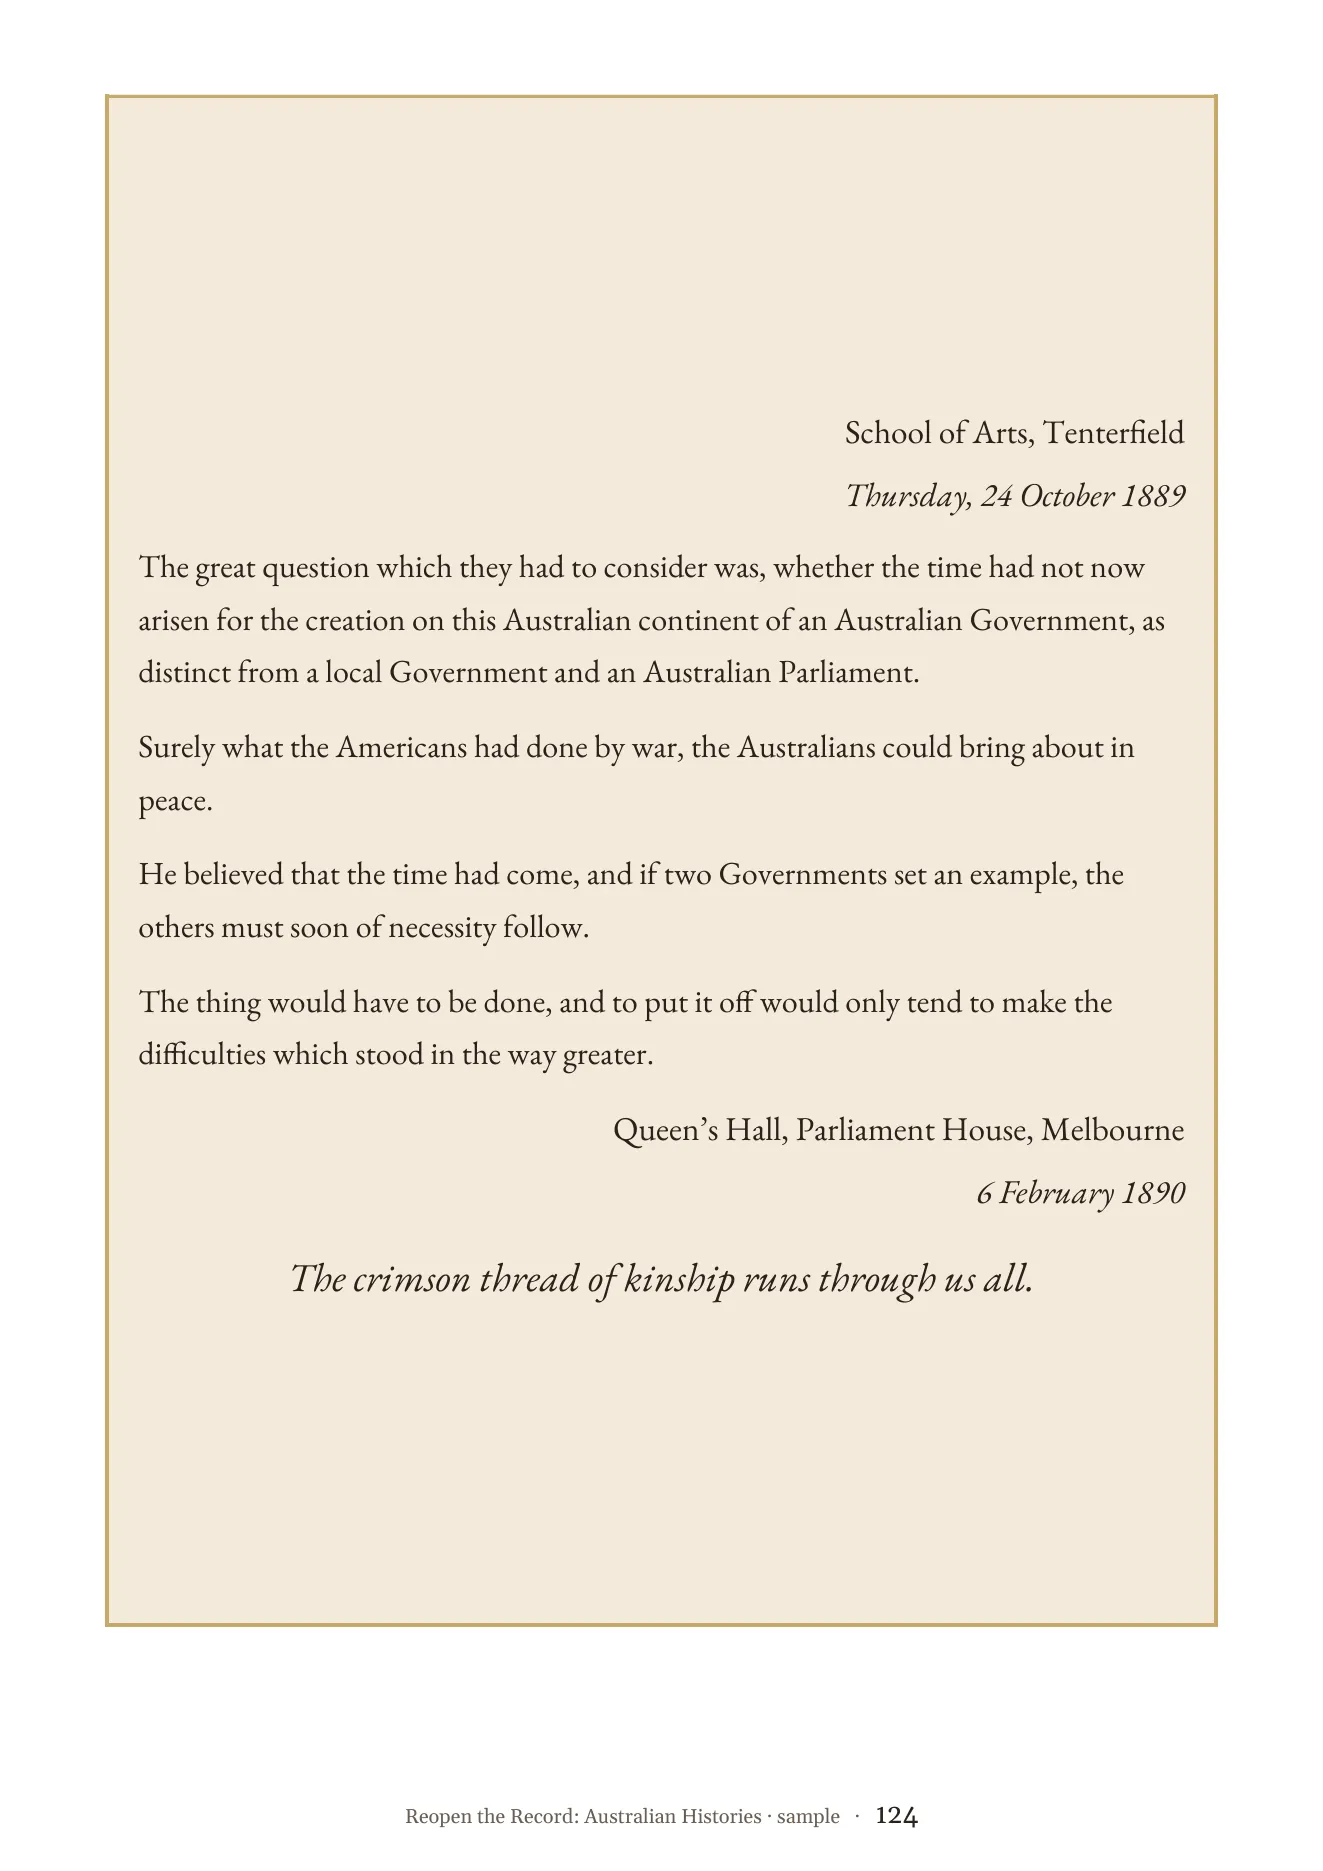 School of Arts, Tenterfield
Thursday, 24 October 1889
The great question which they had to consider was, whether the time had not now
arisen for the creation on this Australian continent of an Australian Government, as
distinct from a local Government and an Australian Parliament.
Surely what the Americans had done by war, the Australians could bring about in
peace.
He believed that the time had come, and if two Governments set an example, the
others must soon of necessity follow.
The thing would have to be done, and to put it off would only tend to make the
difficulties which stood in the way greater.
Queen’s Hall, Parliament House, Melbourne
6 February 1890
The crimson thread of kinship runs through us all.
Reopen the Record: Australian Histories · sample · 124